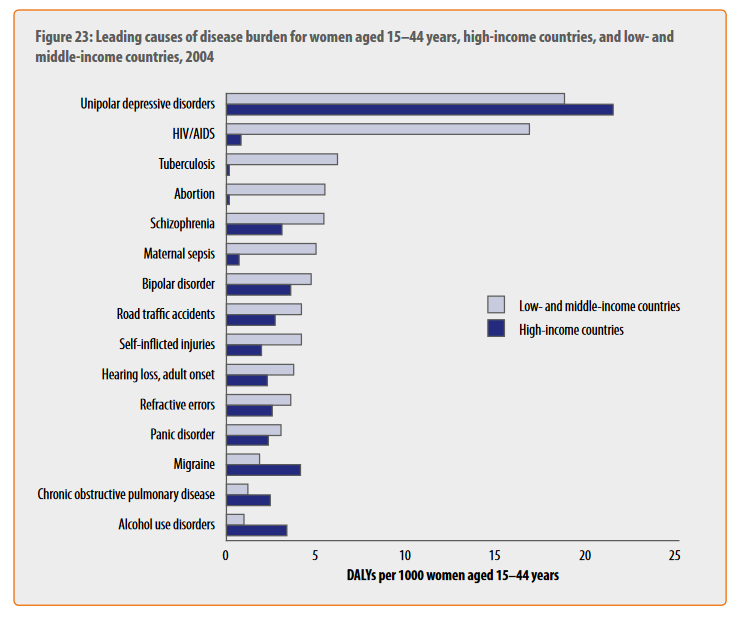 Figure 23: Leading causes of disease burden for women aged 15–44 years, high-income countries, and low- and
middle-income countries, 2004
Unipolar depressive disorders
HIV/AIDS
Tuberculosis
Abortion
Schizophrenia
Maternal sepsis
Bipolar disorder
Road traffic accidents
Self-inflicted injuries
Hearing loss, adult onset
Refractive errors
Panic disorder
Migraine
Chronic obstructive pulmonary disease
Alcohol use disorders
Low- and middle-income countries
High-income countries
0 5 10 15 20 25
DALYs per 1000 women aged 15–44 years